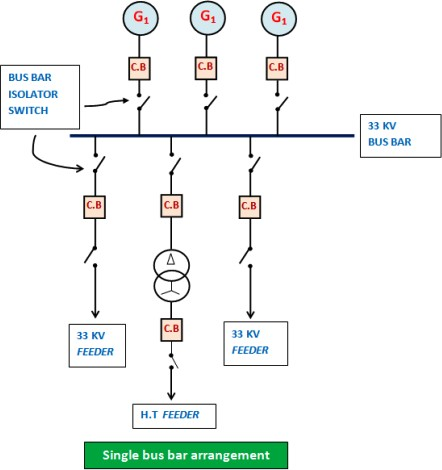 G1 G1 G1
C.B C.B C.B
BUS BAR
ISOLATOR
SWITCH
33 KV
BUS BAR
C.B C.B C.B
Δ
C.B
33 KV
FEEDER
33 KV
FEEDER
H.T FEEDER
Single bus bar arrangement